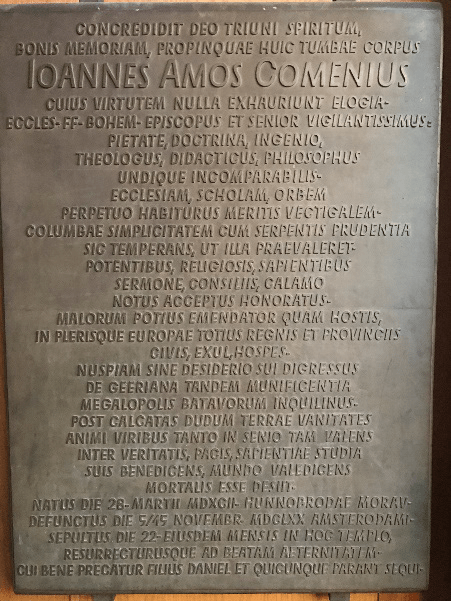 CONCREDIDIT DEO TRIUNI SPIRITUM,
BONIS MEMORIAM, PROPINQUAE HUIC TUMBAE CORPUS
IOANNES AMOS COMENIUS
CUIUS VIRTUTEM NULLA EXHAURIUNT ELOGIA·
ECCLES·FF·BOHEM·EPISCOPUS ET SENIOR VIGILANTISSIMUS·
PIETATE, DOCTRINA, INGENIO,
THEOLOGUS, DIDACTICUS, PHILOSOPHUS
UNDIQUE INCOMPARABILIS·
ECCLESIAM, SCHOLAM, ORBEM
PERPETUO HABITURUS MERITIS VECTIGALEM·
COLUMBAE SIMPLICITATEM CUM SERPENTIS PRUDENTIA
SIC TEMPERANS, UT ILLA PRAEVALERET·
POTENTIBUS, RELIGIOSIS, SAPIENTIBUS
SERMONE, CONSILIIS, CALAMO
NOTUS ACCEPTUS HONORATUS·
MALORUM POTIUS EMENDATOR QUAM HOSTIS,
IN PLERISQUE EUROPAE TOTIUS REGNIS ET PROVINCIIS
CIVIS, EXUL, HOSPES·
NUSPIAM SINE DESIDERIO SUI DIGRESSUS
DE GEERIANA TANDEM MUNIFICENTIA
MEGALOPOLIS BATAVORUM INQUILINUS·
POST CALCATAS DUDUM TERRAE VANITATES
ANIMI VIRIBUS TANTO IN SENIO TAM VALENS
INTER VERITATIS, PACIS, SAPIENTIAE STUDIA
SUIS BENEDICENS, MUNDO VALEDICENS
MORTALIS ESSE DESIIT·
NATUS DIE 28· MARTII MDXCII· HUNNOBRODAE MORAV·
DEFUNCTUS DIE 5/15 NOVEMBR· MDCLXX AMSTERODAMI·
SEPULTUS DIE 22·EIUSDEM MENSIS IN HOC TEMPLO,
RESURRECTURUSQUE AD BEATAM AETERNITATEM·
CUI BENE PRECATUR FILIUS DANIEL ET QUICUNQUE PARANT SEQUI·